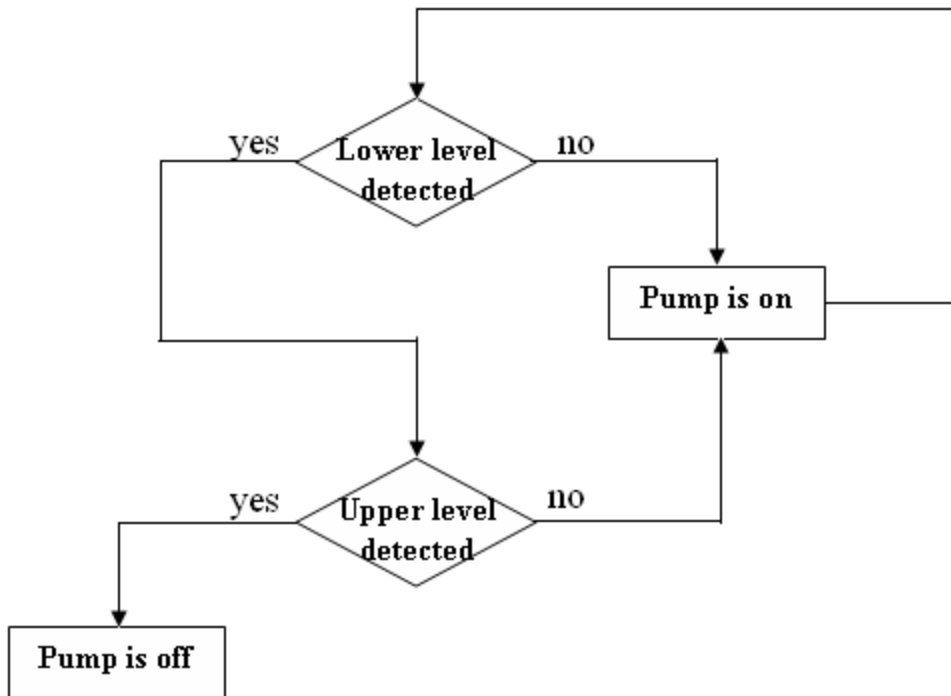 yes
Lower level
detected
no
Pump is on
yes
Upper level
detected
no
Pump is off